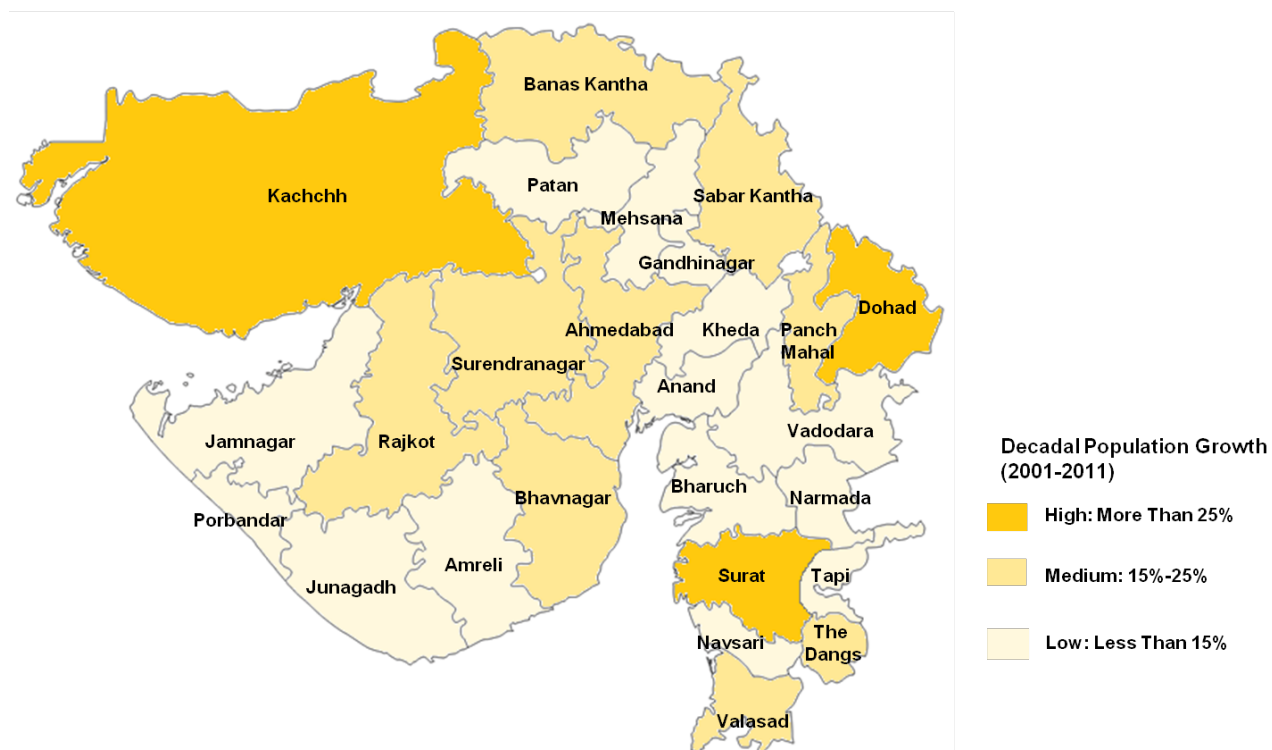 Banas Kantha
Patan
Kachchh
Sabar Kantha
Mehsana
Gandhinagar
Dohad
Ahmedabad
Kheda
Panch
Mahal
Surendranagar
Anand
Jamnagar
Rajkot
Vadodara
Bharuch
Narmada
Bhavnagar
Porbandar
Amreli
Junagadh
Surat
Tapi
Navsari
The
Dangs
Valasad
Decadal Population Growth
(2001-2011)
High: More Than 25%
Medium: 15%-25%
Low: Less Than 15%